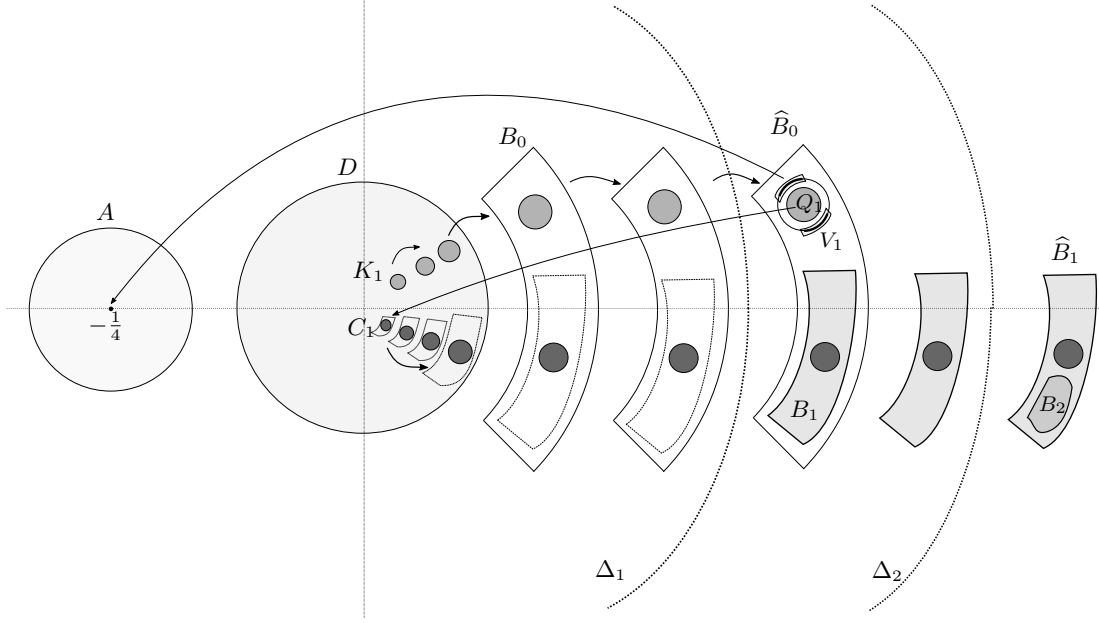 A
D
B₀
B̂₀
K₁
C₁
Q₁
V₁
B̂₁
−1/4
B₁
B₂
Δ₁
Δ₂